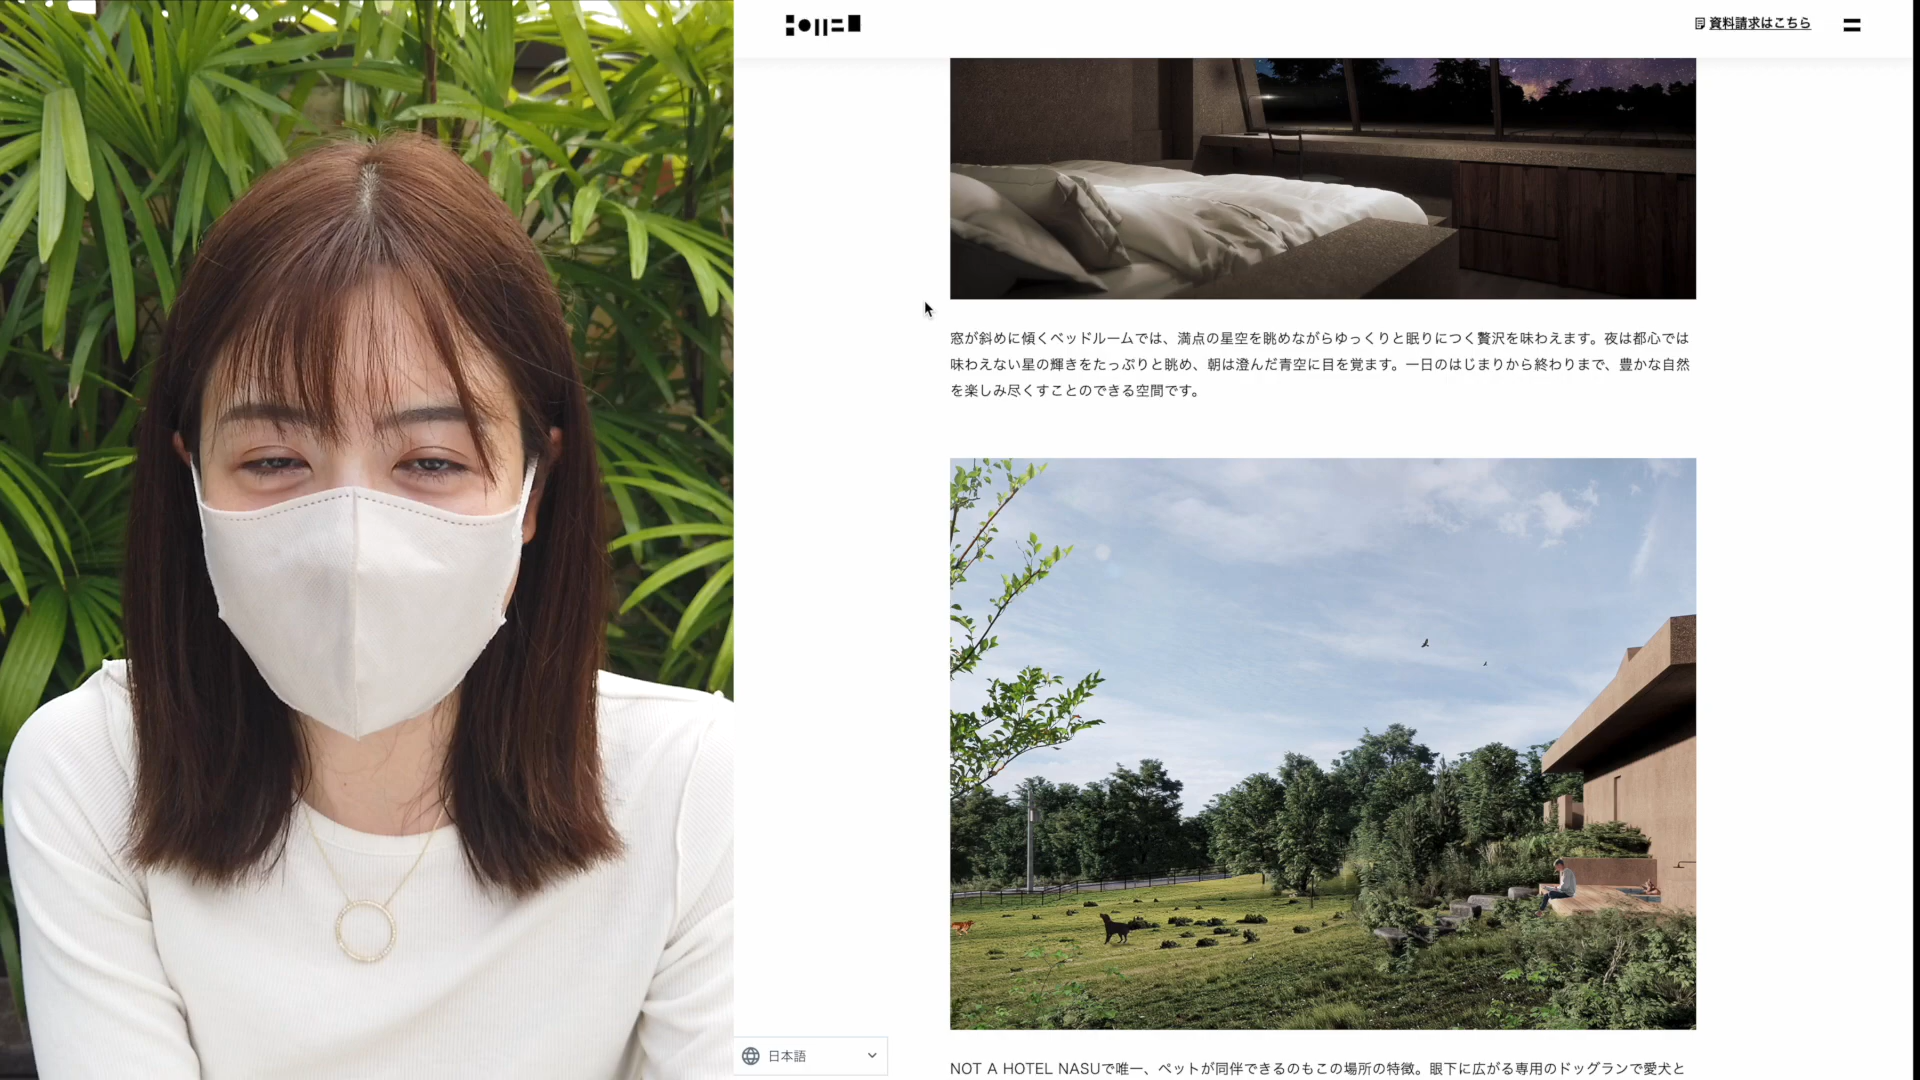 資料請求はこちら
窓が斜めに傾くベッドルームでは、満点の星空を眺めながらゆっくりと眠りにつく贅沢を味わえます。夜は都心では
味わえない星の輝きをたっぷりと眺め、朝は澄んだ青空に目を覚ます。一日のはじまりから終わりまで、豊かな自然
を楽しみ尽くすことのできる空間です。
NOT A HOTEL NASUで唯一、ペットが同伴できるのもこの場所の特徴。眼下に広がる専用のドッグランで愛犬と
日本語